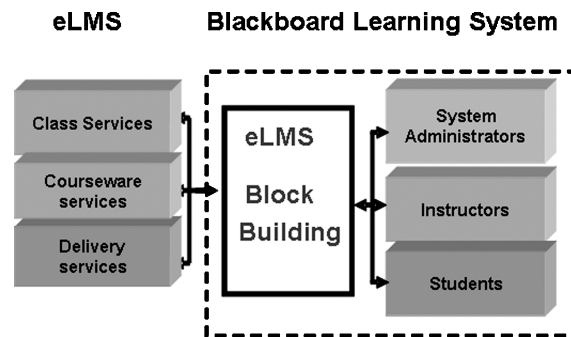 eLMS
Blackboard Learning System
Class Services
Courseware
services
Delivery
services
eLMS
Block
Building
System
Administrators
Instructors
Students